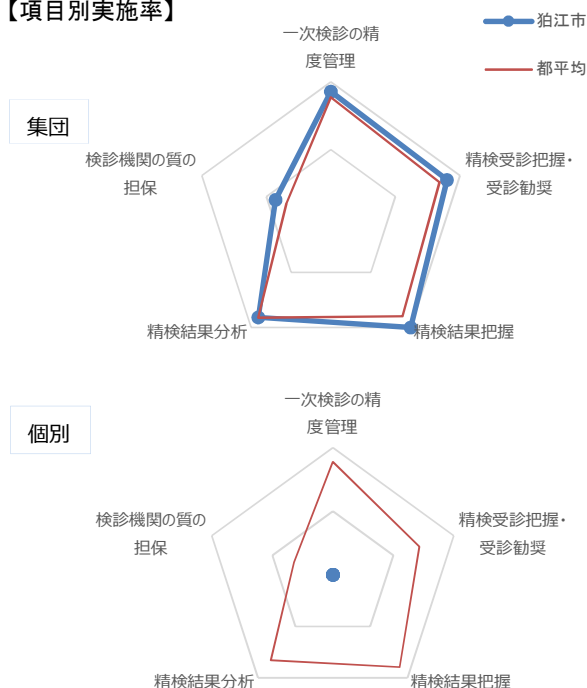 【項目別実施率】
狛江市
都平均
集団
一次検診の精
度管理
精検受診把握・
受診勧奨
精検結果把握
精検結果分析
検診機関の質の
担保
個別
一次検診の精
度管理
精検受診把握・
受診勧奨
精検結果把握
精検結果分析
検診機関の質の
担保